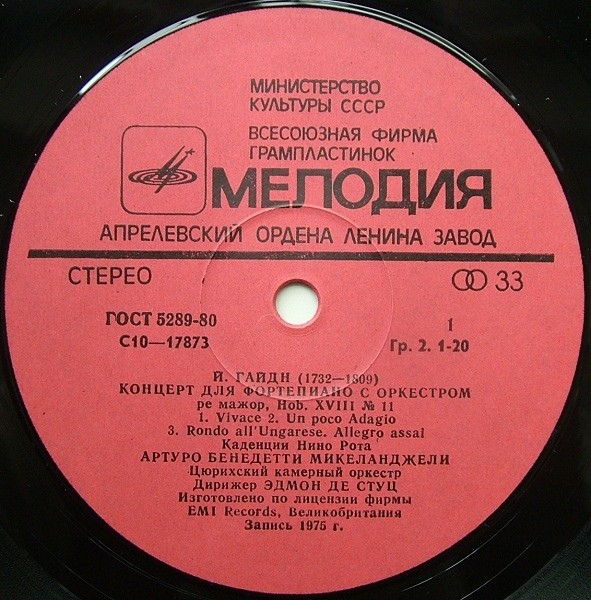 МИНИСТЕРСТВО
КУЛЬТУРЫ СССР
ВСЕСОЮЗНАЯ ФИРМА
ГРАМПЛАСТИНОК
МЕЛОДИЯ
АПРЕЛЕВСКИЙ ОРДЕНА ЛЕНИНА ЗАВОД
СТЕРЕО 33
ГОСТ 5289-80 1
С10—17873 Гр. 2. 1-20
Й. ГАЙДН (1732—1809)
КОНЦЕРТ ДЛЯ ФОРТЕПИАНО С ОРКЕСТРОМ
ре мажор, Hob. XVIII № 11
1. Vivace 2. Un poco Adagio
3. Rondo all'Ungarese. Allegro assai
Каденции Нино Рота
АРТУРО БЕНЕДЕТТИ МИКЕЛАНДЖЕЛИ
Цюрихский камерный оркестр
Дирижер ЭДМОН ДЕ СТУЦ
Изготовлено по лицензии фирмы
EMI Records, Великобритания
Запись 1975 г.